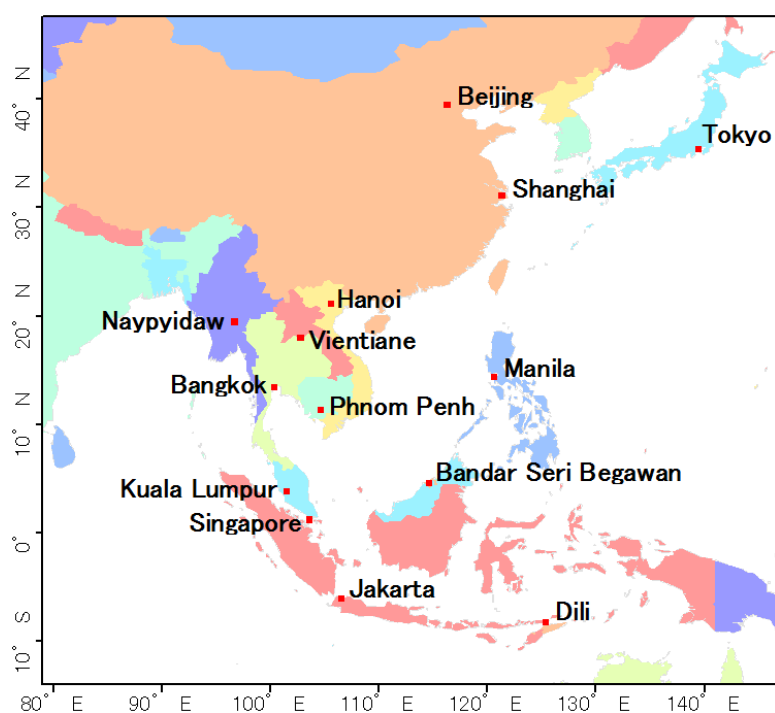 Beijing
Tokyo
Shanghai
Hanoi
Naypyidaw
Vientiane
Manila
Bangkok
Phnom Penh
Bandar Seri Begawan
Kuala Lumpur
Singapore
Jakarta
Dili
40° N
30° N
20° N
10° N
0°
10° S
80° E
90° E
100° E
110° E
120° E
130° E
140° E